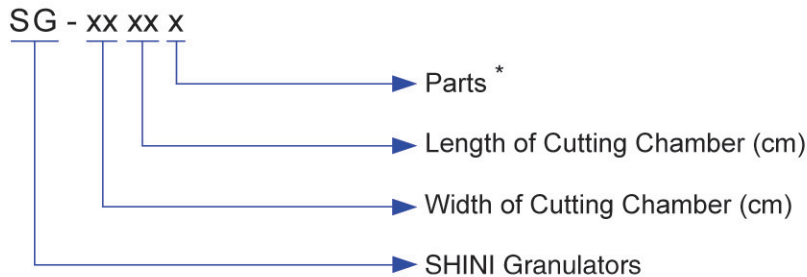 SG - xx xx x
Parts *
Length of Cutting Chamber (cm)
Width of Cutting Chamber (cm)
SHINI Granulators